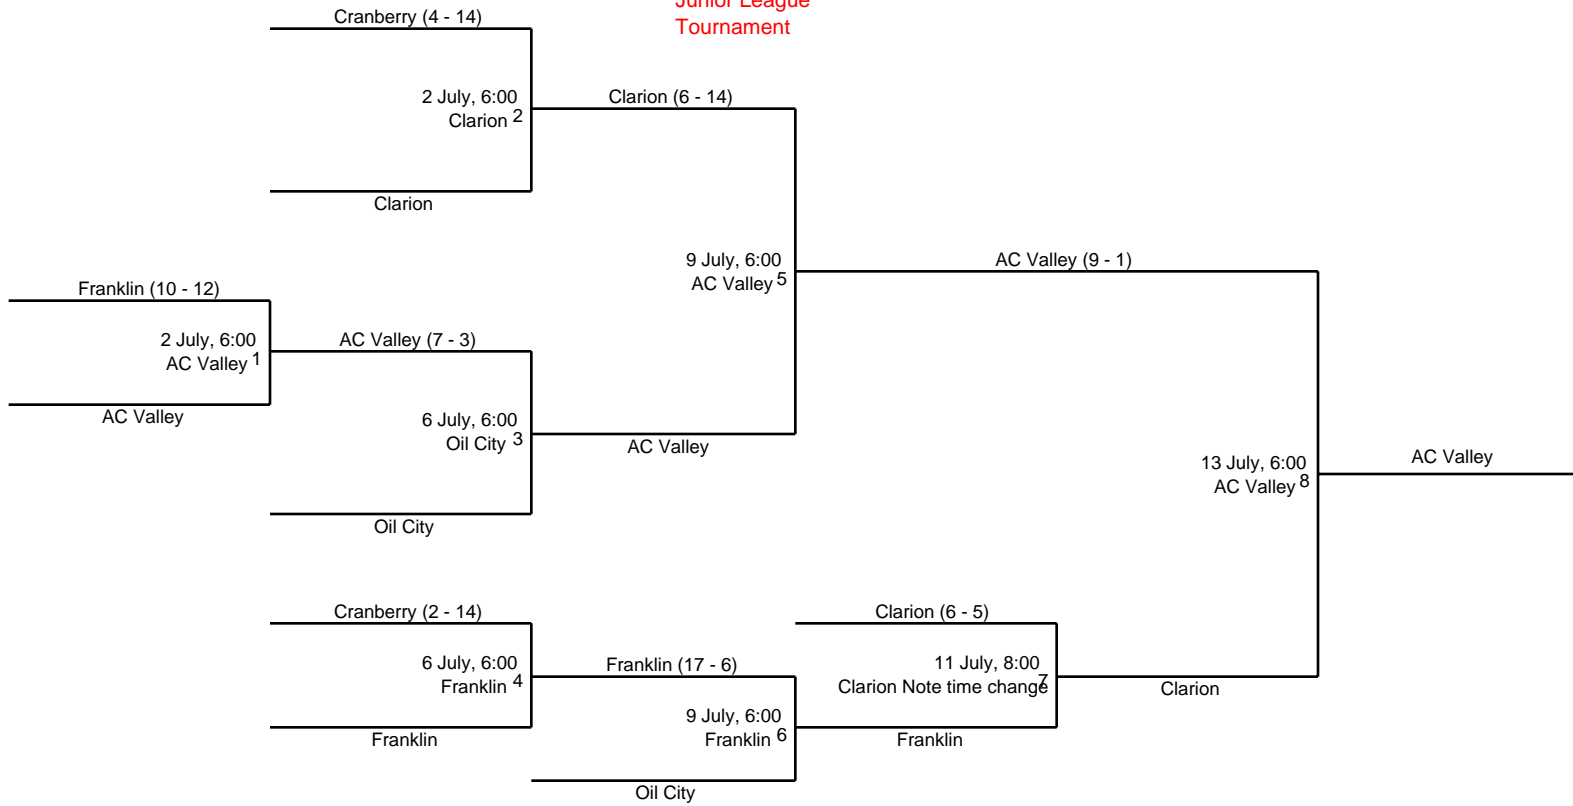 Junior League
Tournament
Cranberry (4 - 14)
2 July, 6:00
Clarion 2
Clarion (6 - 14)
Clarion
9 July, 6:00
AC Valley 5
AC Valley (9 - 1)
Franklin (10 - 12)
2 July, 6:00
AC Valley 1
AC Valley (7 - 3)
AC Valley
6 July, 6:00
Oil City 3
AC Valley
Oil City
13 July, 6:00
AC Valley 8
AC Valley
Cranberry (2 - 14)
6 July, 6:00
Franklin 4
Franklin (17 - 6)
Franklin
9 July, 6:00
Franklin 6
Oil City
Clarion (6 - 5)
11 July, 8:00
Clarion Note time change 7
Franklin
Clarion